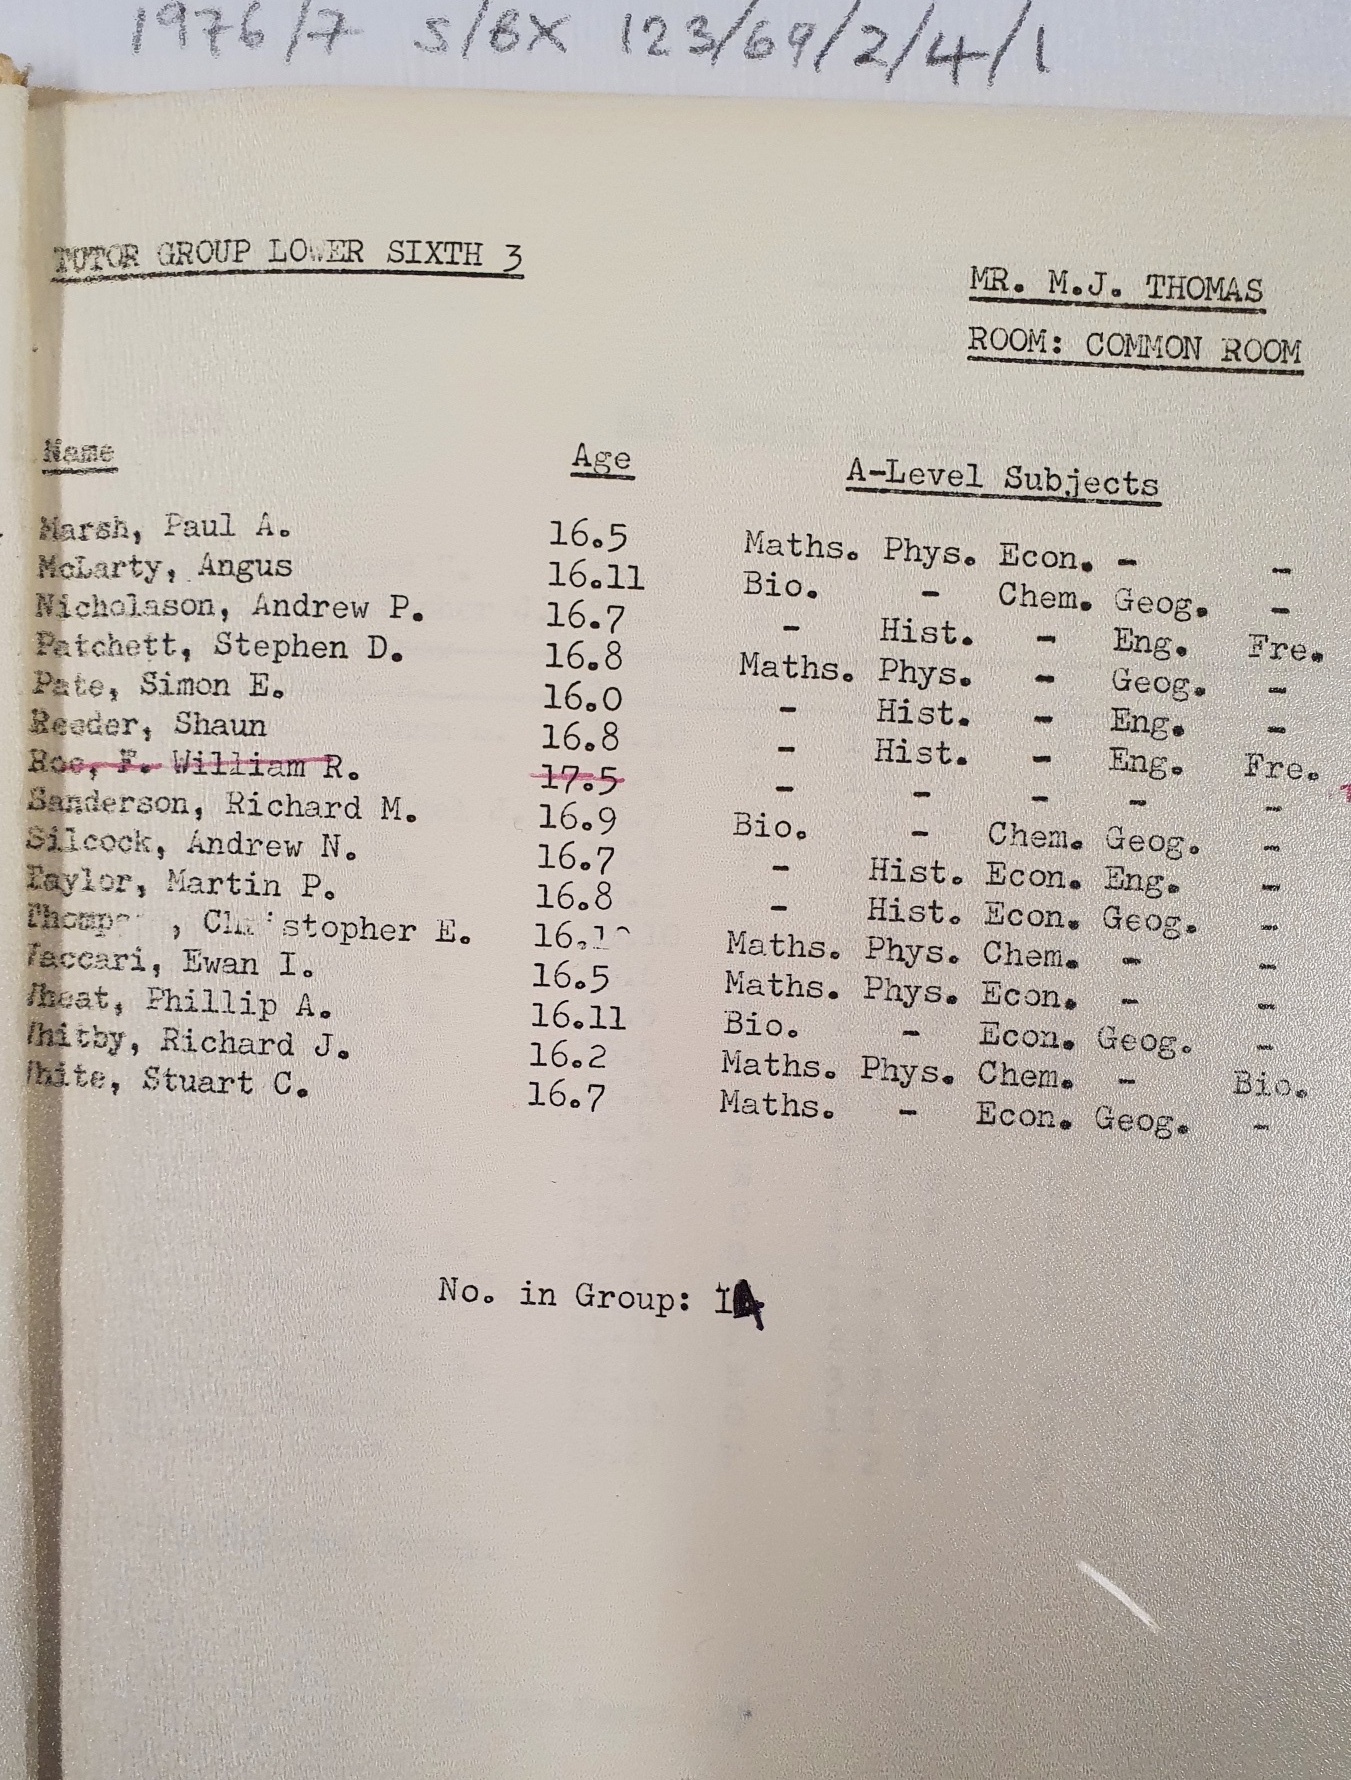 1976/7 S/BX 123/69/2/4/1
TUTOR GROUP LOWER SIXTH 3
MR. M.J. THOMAS
ROOM: COMMON ROOM
Name Age A-Level Subjects
Marsh, Paul A. 16.5 Maths. Phys. Econ. - -
McLarty, Angus 16.11 Bio. - Chem. Geog. -
Nicholason, Andrew P. 16.7 - Hist. - Eng. Fre.
Patchett, Stephen D. 16.8 Maths. Phys. - Geog. -
Pate, Simon E. 16.0 - Hist. - Eng. -
Reeder, Shaun 16.8 - Hist. - Eng. Fre.
Roe, F. William R. 17.5 - - - - -
Sanderson, Richard M. 16.9 Bio. - Chem. Geog. -
Silcock, Andrew N. 16.7 - Hist. Econ. Eng. -
Taylor, Martin P. 16.8 - Hist. Econ. Geog. -
, Christopher E. Maths. Phys. Chem. - -
Vaccari, Ewan I. 16.5 Maths. Phys. Econ. - -
Wheat, Phillip A. 16.11 Bio. - Econ. Geog. -
Whitby, Richard J. 16.2 Maths. Phys. Chem. - Bio.
White, Stuart C. 16.7 Maths. - Econ. Geog. -
No. in Group: 14